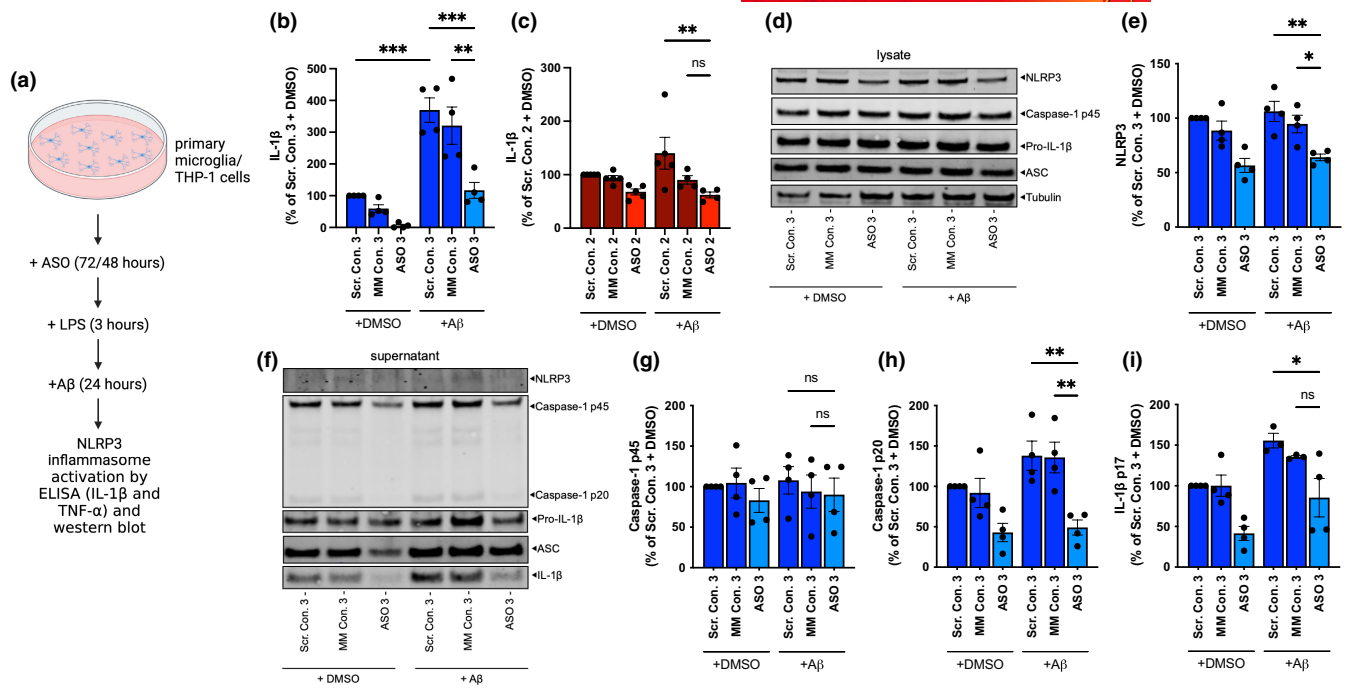 (a)
primary
microglia/
THP-1 cells
+ ASO (72/48 hours)
+ LPS (3 hours)
+Aβ (24 hours)
NLRP3
inflammasome
activation by
ELISA (IL-1β and
TNF-α) and
western blot
(b)
***
***
**
IL-1β
(% of Scr. Con. 3 + DMSO)
500
400
300
200
100
0
Scr. Con. 3
MM Con. 3
ASO 3
Scr. Con. 3
MM Con. 3
ASO 3
+DMSO
+Aβ
(c)
**
ns
IL-1β
(% of Scr. Con. 2 + DMSO)
300
200
100
0
Scr. Con. 2
MM Con. 2
ASO 2
Scr. Con. 2
MM Con. 2
ASO 2
+DMSO
+Aβ
(d)
lysate
NLRP3
Caspase-1 p45
Pro-IL-1β
ASC
Tubulin
Scr. Con. 3 -
MM Con. 3 -
ASO 3 -
Scr. Con. 3 -
MM Con. 3 -
ASO 3 -
+ DMSO
+ Aβ
(e)
**
*
NLRP3
(% of Scr. Con. 3 + DMSO)
150
100
50
0
Scr. Con. 3
MM Con. 3
ASO 3
Scr. Con. 3
MM Con. 3
ASO 3
+DMSO
+Aβ
(f)
supernatant
NLRP3
Caspase-1 p45
Caspase-1 p20
Pro-IL-1β
ASC
IL-1β
Scr. Con. 3 -
MM Con. 3 -
ASO 3 -
Scr. Con. 3 -
MM Con. 3 -
ASO 3 -
+ DMSO
+ Aβ
(g)
ns
ns
Caspase-1 p45
(% of Scr. Con. 3 + DMSO)
200
150
100
50
0
Scr. Con. 3
MM Con. 3
ASO 3
Scr. Con. 3
MM Con. 3
ASO 3
+DMSO
+Aβ
(h)
**
**
Caspase-1 p20
(% of Scr. Con. 3 + DMSO)
200
150
100
50
0
Scr. Con. 3
MM Con. 3
ASO 3
Scr. Con. 3
MM Con. 3
ASO 3
+DMSO
+Aβ
(i)
*
ns
IL-1β p17
(% of Scr. Con. 3 + DMSO)
200
150
100
50
0
Scr. Con. 3
MM Con. 3
ASO 3
Scr. Con. 3
MM Con. 3
ASO 3
+DMSO
+Aβ